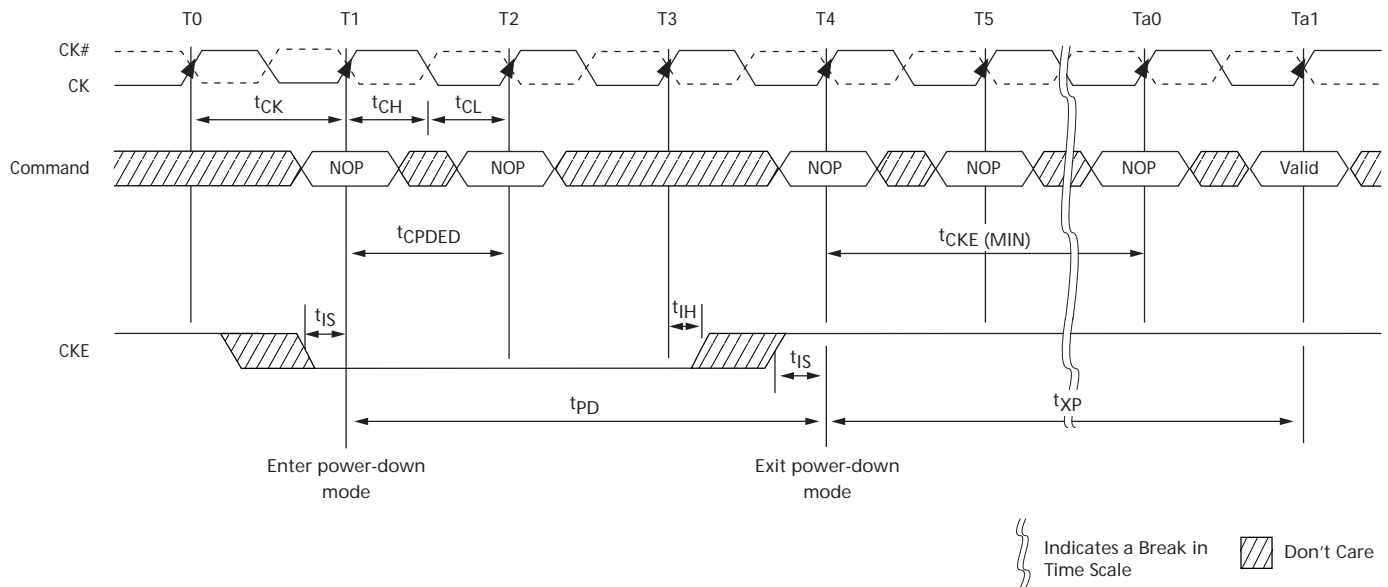 T0 T1 T2 T3 T4 T5 Ta0 Ta1
CK#
CK
tCK tCH tCL
Command NOP NOP NOP NOP NOP Valid
tCPDED tCKE (MIN)
tIS tIH
CKE
tIS
tPD tXP
Enter power-down
mode
Exit power-down
mode
Indicates a Break in
Time Scale
Don't Care